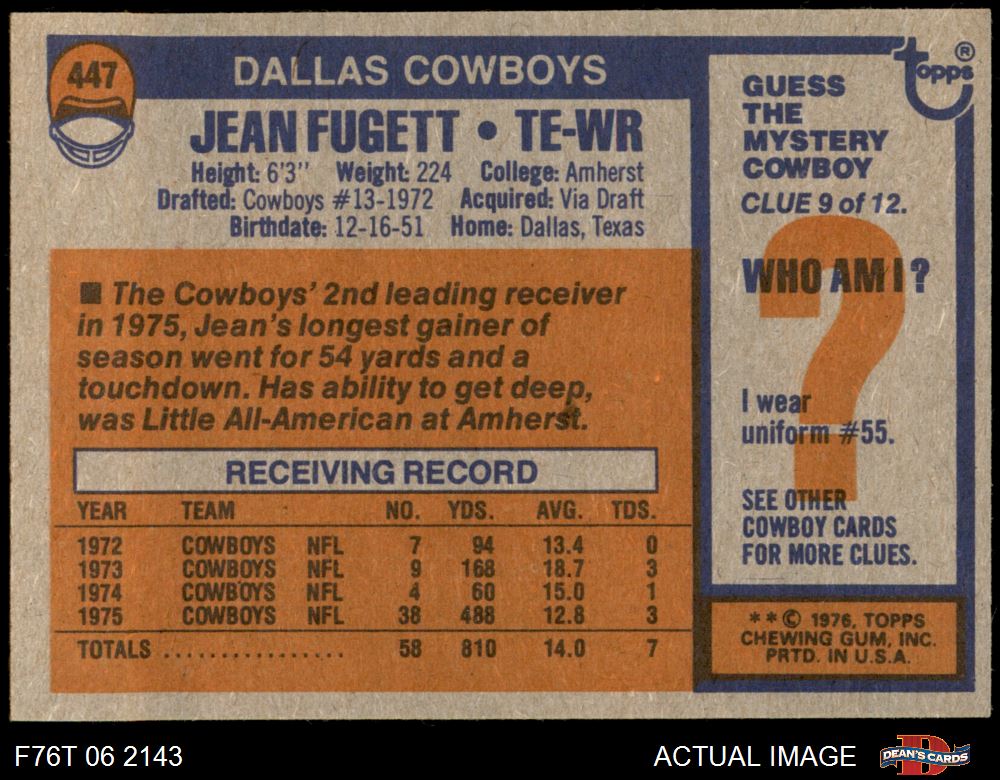 447
DALLAS COWBOYS
JEAN FUGETT • TE-WR
Height: 6'3" Weight: 224 College: Amherst
Drafted: Cowboys #13-1972 Acquired: Via Draft
Birthdate: 12-16-51 Home: Dallas, Texas
■ The Cowboys' 2nd leading receiver
in 1975, Jean's longest gainer of
season went for 54 yards and a
touchdown. Has ability to get deep,
was Little All-American at Amherst.
RECEIVING RECORD
YEAR TEAM NO. YDS. AVG. TDS.
1972 COWBOYS NFL 7 94 13.4 0
1973 COWBOYS NFL 9 168 18.7 3
1974 COWBOYS NFL 4 60 15.0 1
1975 COWBOYS NFL 38 488 12.8 3
TOTALS ................ 58 810 14.0 7
topps ®
GUESS
THE
MYSTERY
COWBOY
CLUE 9 of 12.
?
WHO AM I ?
I wear
uniform #55.
SEE OTHER
COWBOY CARDS
FOR MORE CLUES.
* * © 1976, TOPPS
CHEWING GUM, INC.
PRTD. IN U.S.A.
F76T 06 2143
ACTUAL IMAGE
D
DEAN'S CARDS